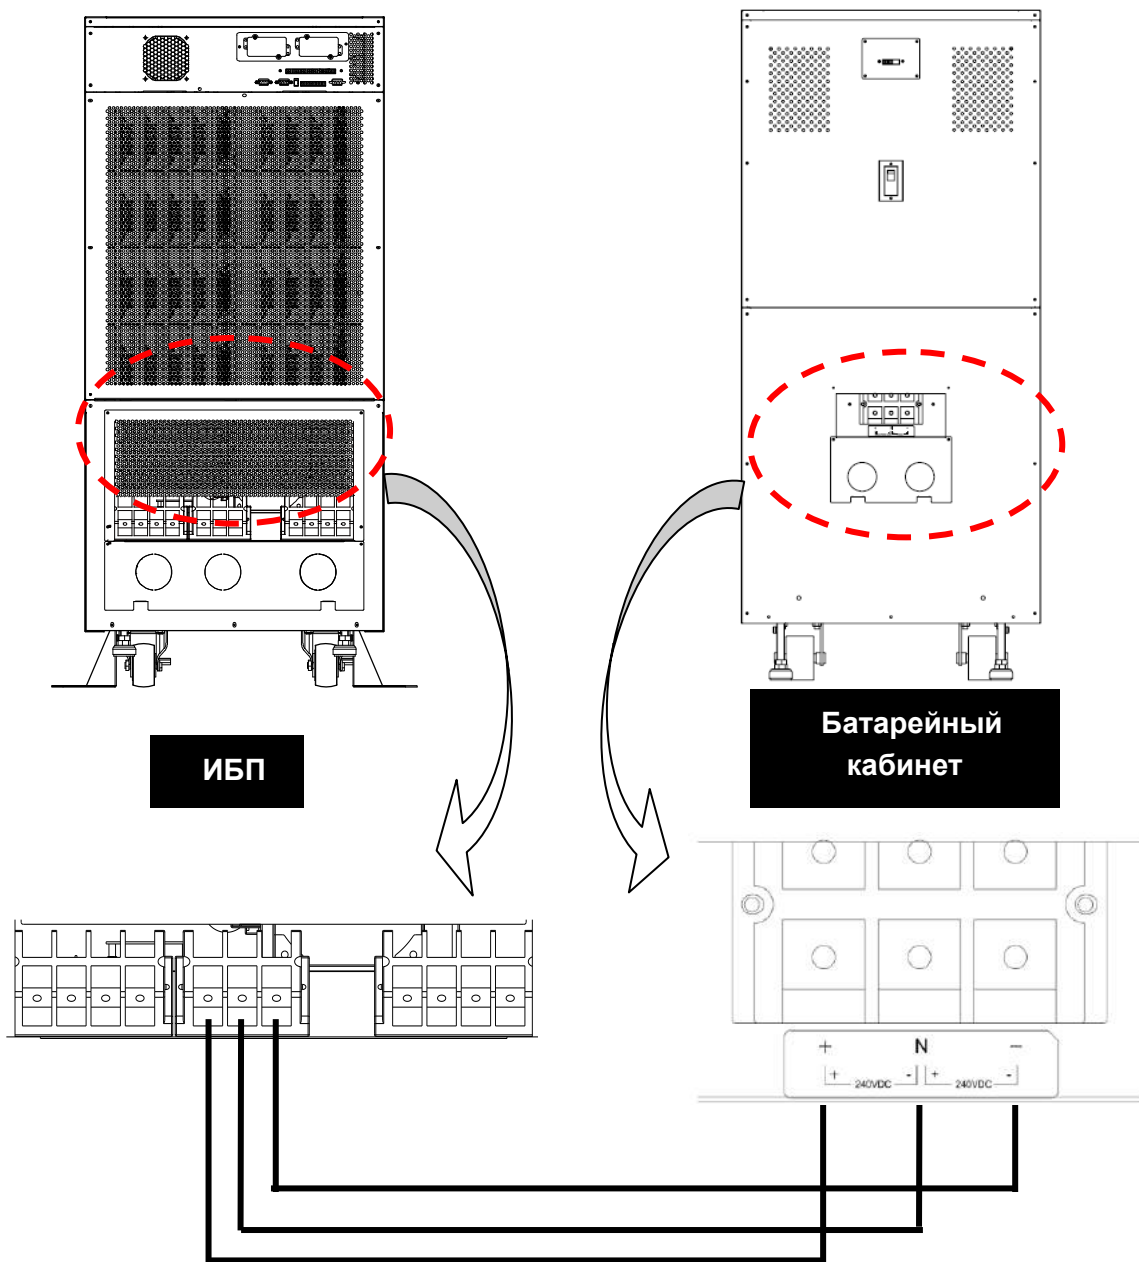 ИБП
Батарейный
кабинет
+ N −
+ - + -
240VDC 240VDC